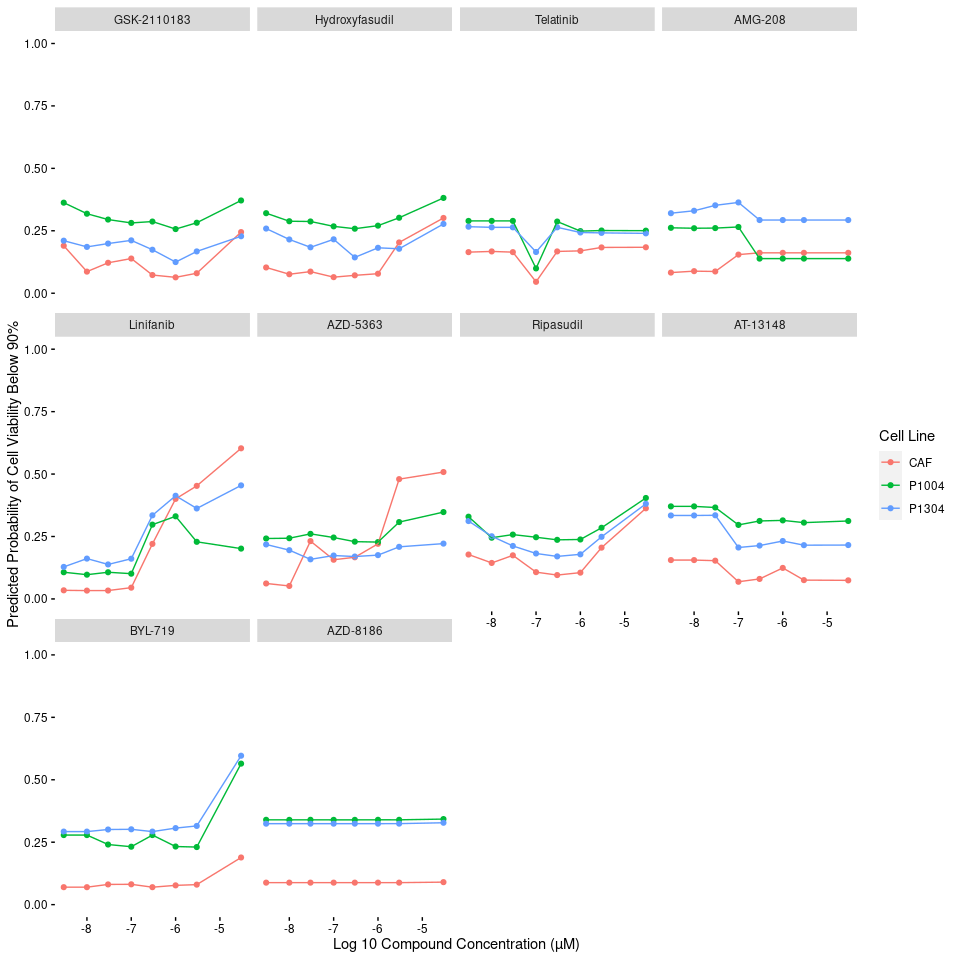 GSK-2110183 Hydroxyfasudil Telatinib AMG-208
1.00
0.75
0.50
0.25
0.00
Linifanib AZD-5363 Ripasudil AT-13148
1.00
0.75
0.50
0.25
0.00
-8 -7 -6 -5 -8 -7 -6 -5
BYL-719 AZD-8186
1.00
0.75
0.50
0.25
0.00
-8 -7 -6 -5 -8 -7 -6 -5
Log 10 Compound Concentration (μM)
Predicted Probability of Cell Viability Below 90%
Cell Line
CAF
P1004
P1304